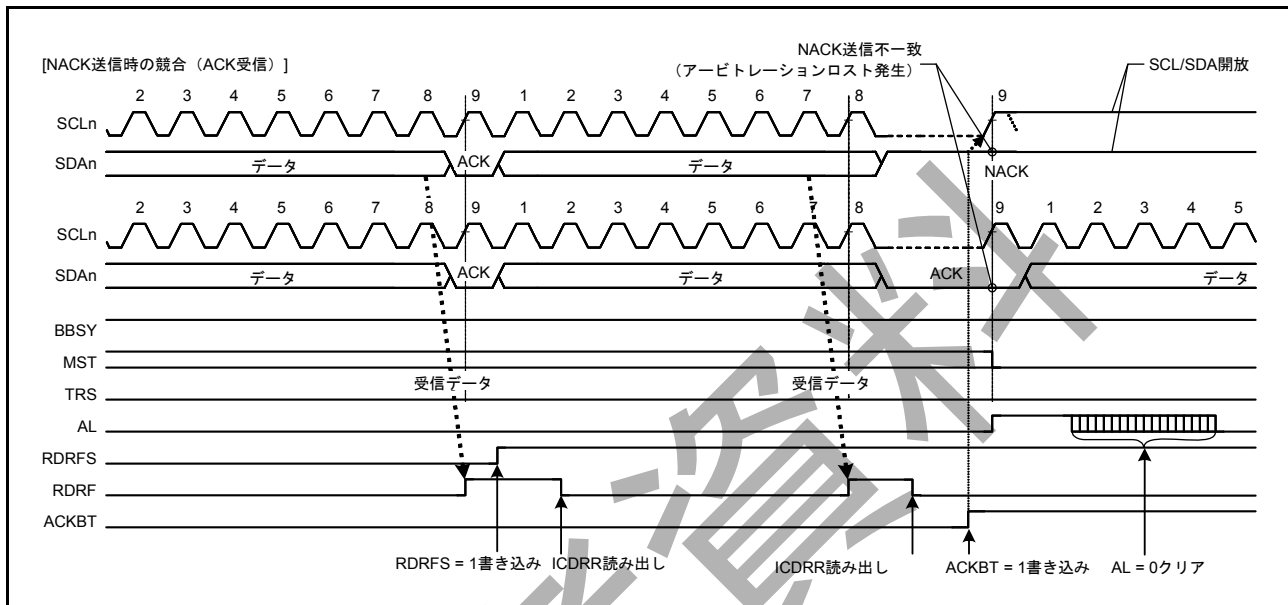 [NACK送信時の競合（ACK受信）]
NACK送信不一致
（アービトレーションロスト発生）
SCL/SDA開放
2 3 4 5 6 7 8 9 1 2 3 4 5 6 7 8 9
SCLn
SDAn データ ACK データ NACK
2 3 4 5 6 7 8 9 1 2 3 4 5 6 7 8 9 1 2 3 4 5
SCLn
SDAn データ ACK データ ACK データ
BBSY
MST
受信データ 受信データ
TRS
AL
RDRFS
RDRF
ACKBT
RDRFS = 1書き込み ICDRR読み出し ICDRR読み出し ACKBT = 1書き込み AL = 0クリア
資料